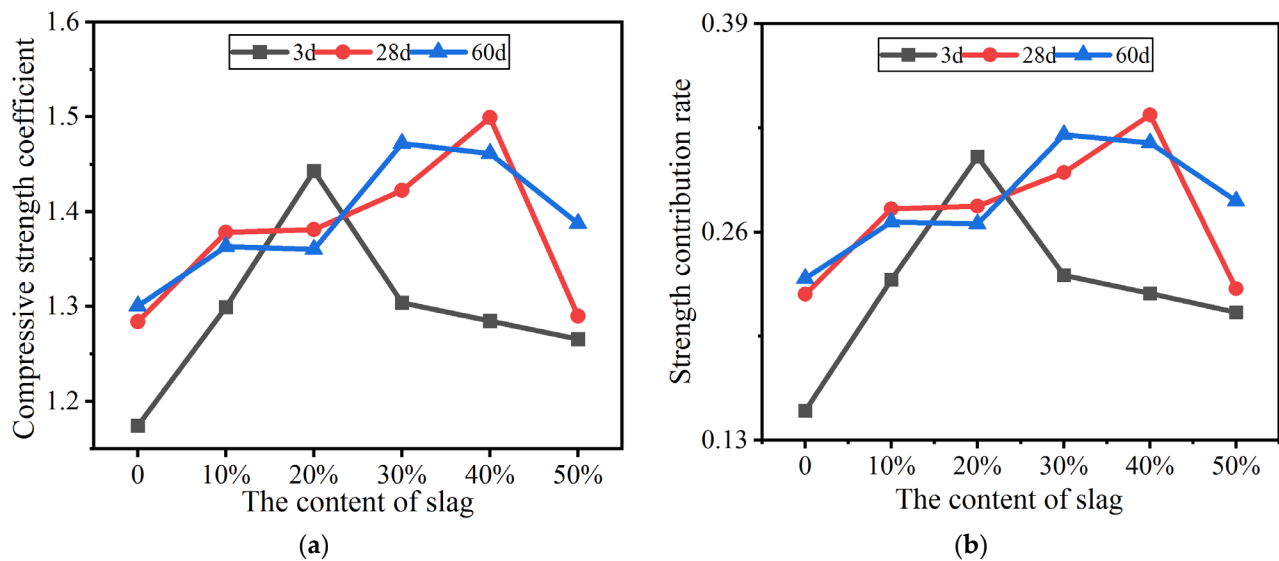 Compressive strength coefficient
1.6
1.5
1.4
1.3
1.2
3d 28d 60d
0 10% 20% 30% 40% 50%
The content of slag
(a)
Strength contribution rate
0.39
0.26
0.13
3d 28d 60d
0 10% 20% 30% 40% 50%
The content of slag
(b)